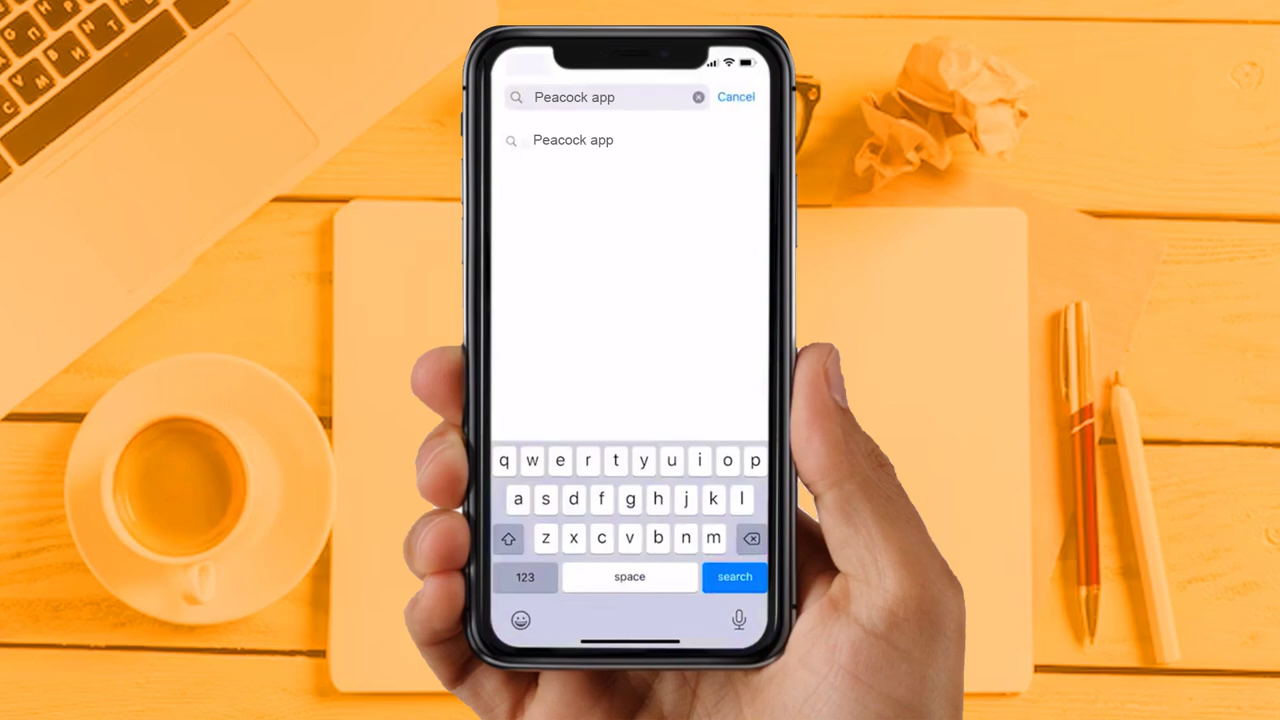 Peacock app
Cancel
Peacock app
q w e r t y u i o p
a s d f g h j k l
z x c v b n m
123
space
search